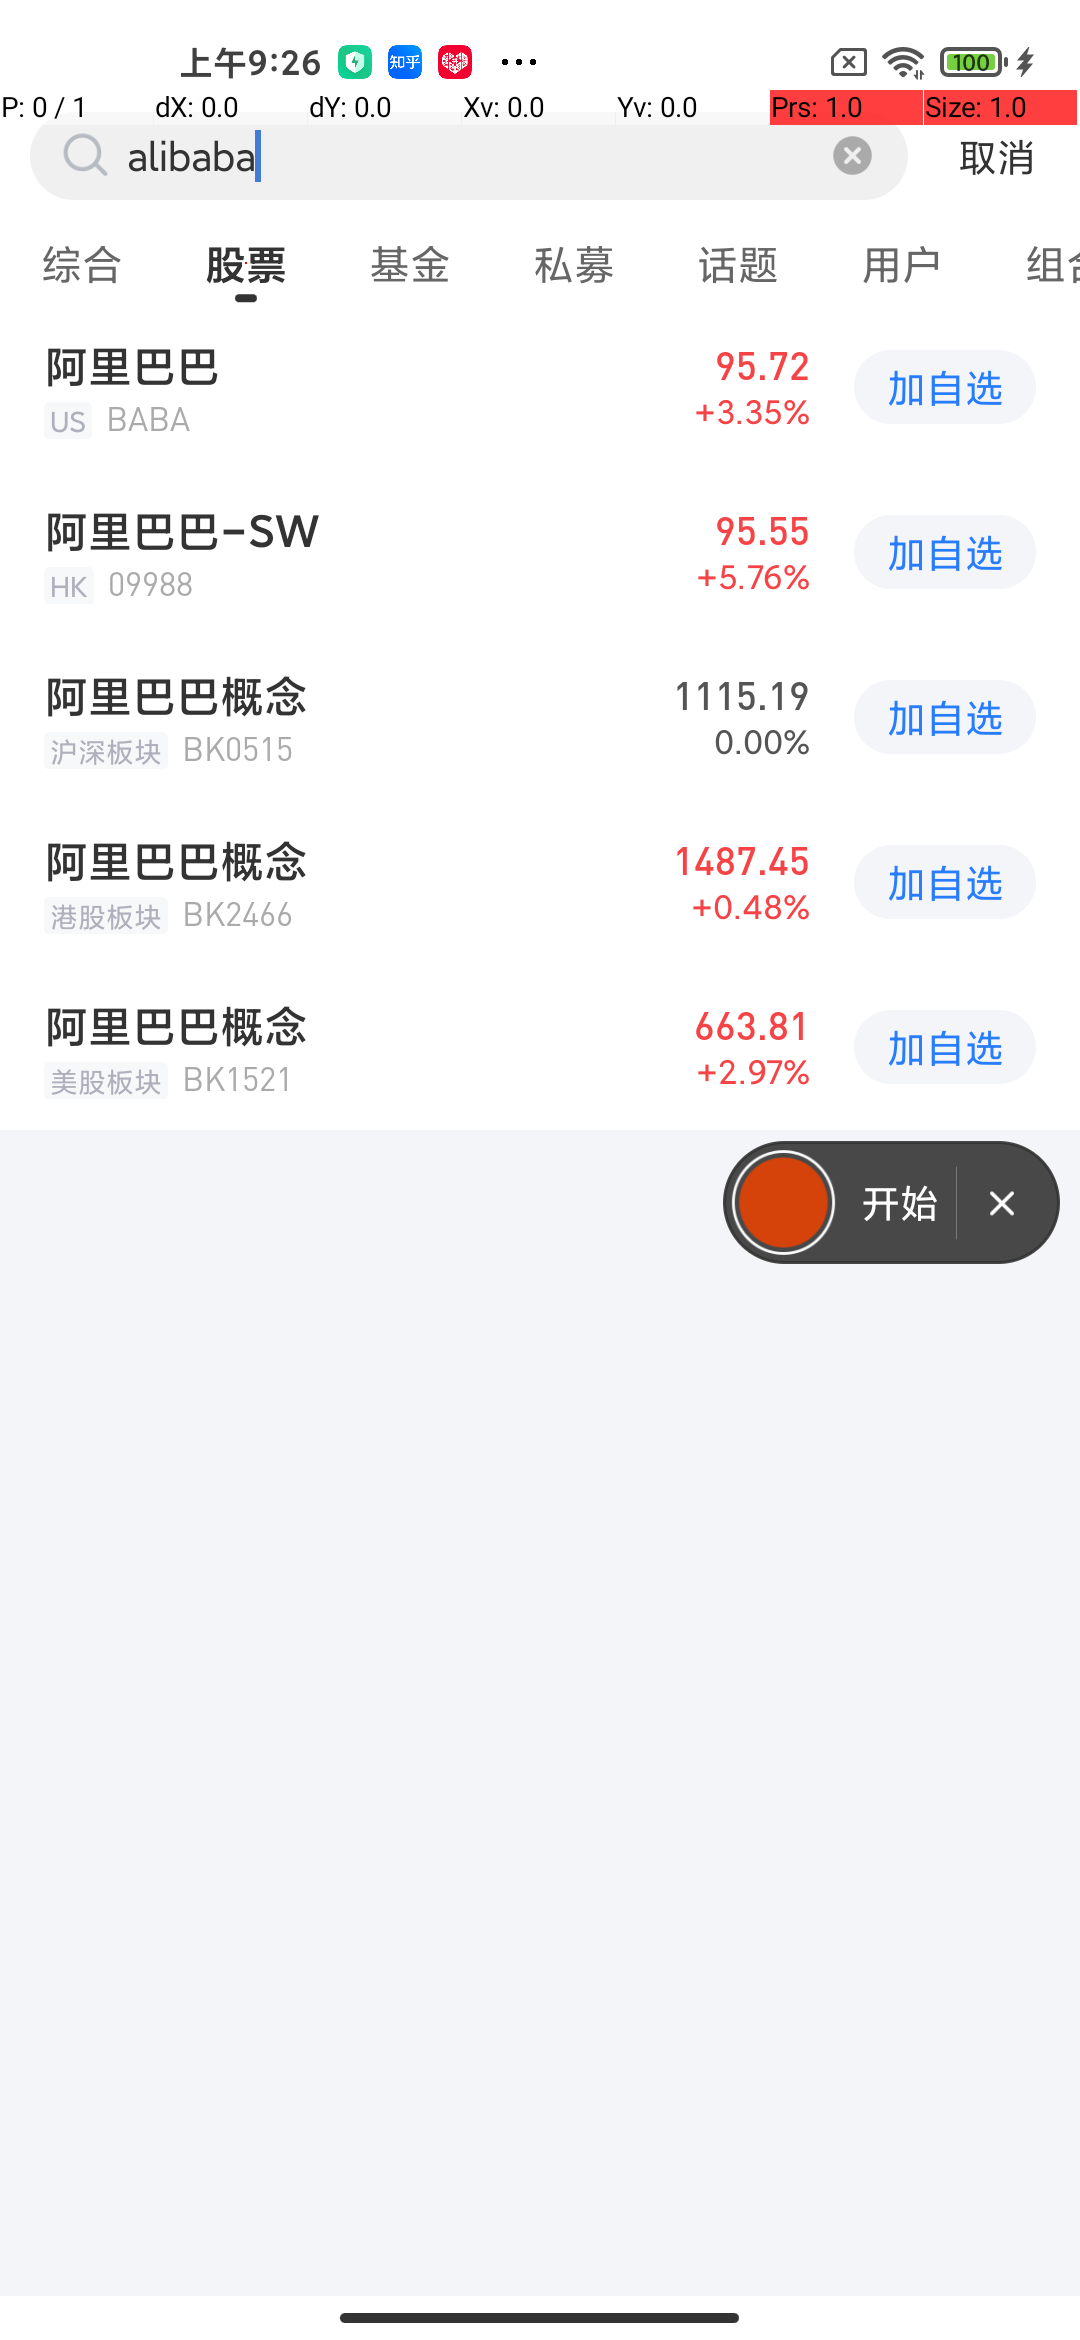 上午9:26 知乎 ... 100
P: 0 / 1 dX: 0.0 dY: 0.0 Xv: 0.0 Yv: 0.0 Prs: 1.0 Size: 1.0
alibaba 取消
综合 股票 基金 私募 话题 用户 组合
阿里巴巴 95.72 加自选
US BABA +3.35%
阿里巴巴-SW 95.55 加自选
HK 09988 +5.76%
阿里巴巴概念 1115.19 加自选
沪深板块 BK0515 0.00%
阿里巴巴概念 1487.45 加自选
港股板块 BK2466 +0.48%
阿里巴巴概念 663.81 加自选
美股板块 BK1521 +2.97%
开始